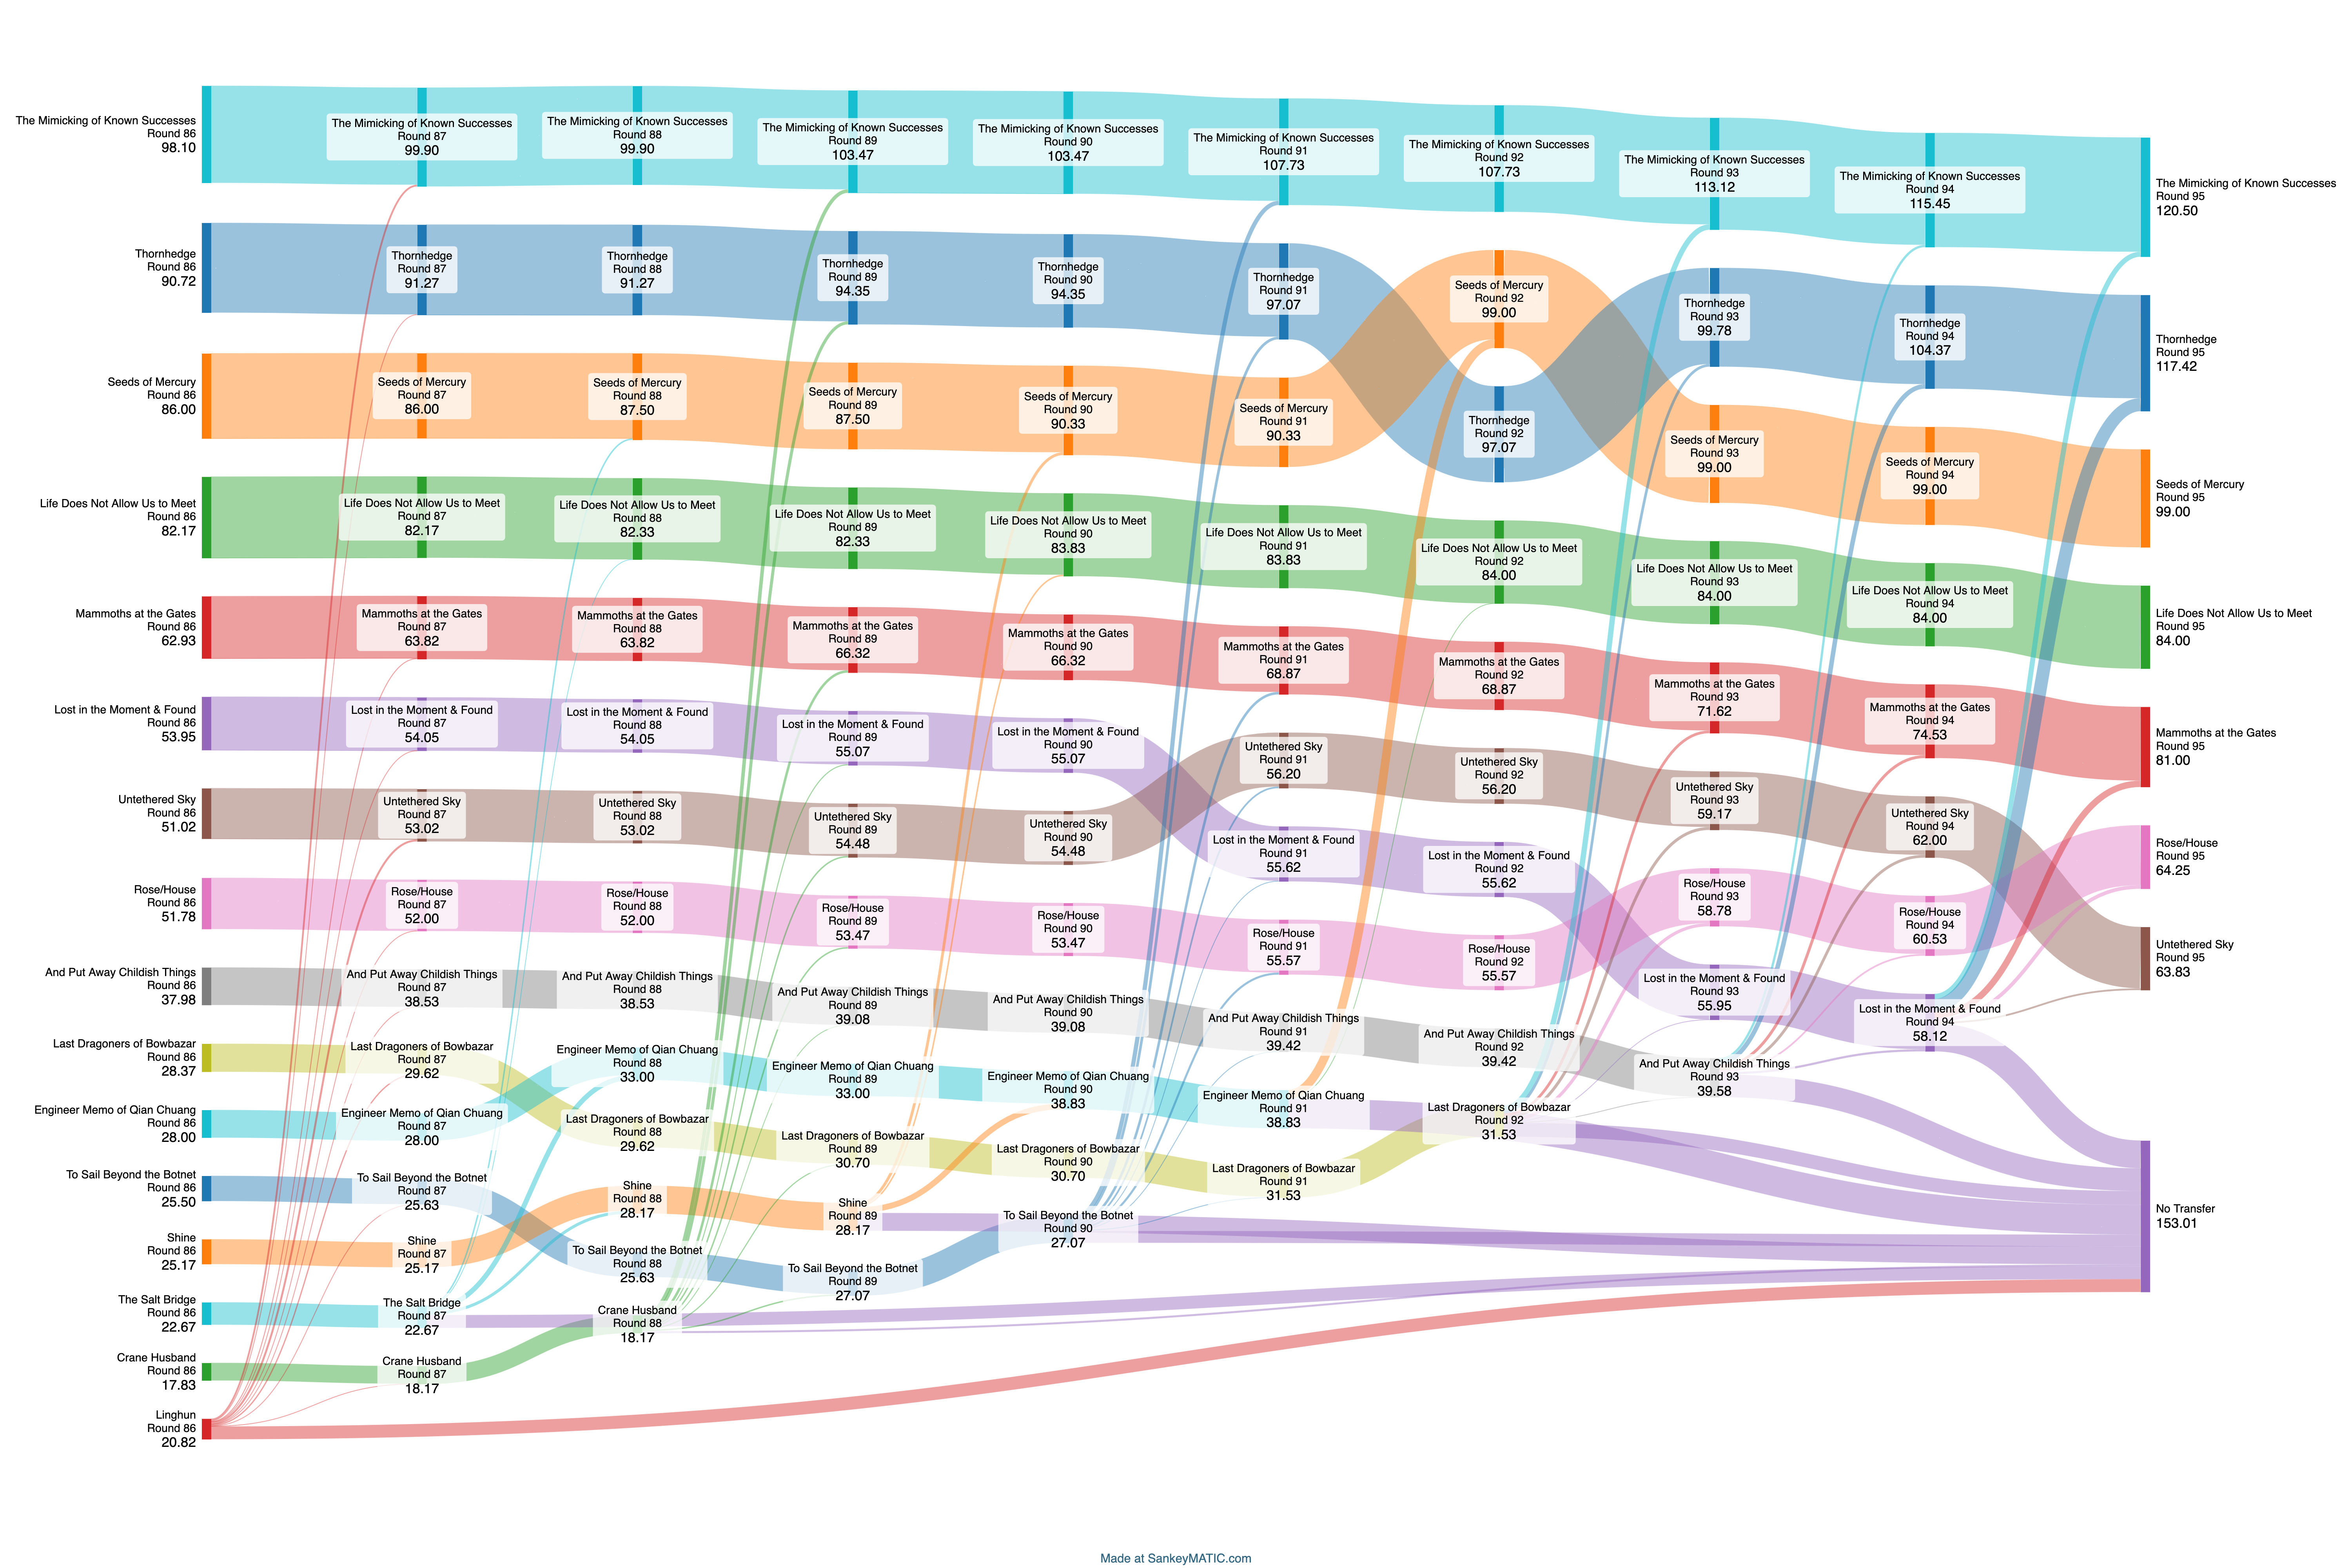 The Mimicking of Known Successes
Round 86
98.10
Thornhedge
Round 86
90.72
Seeds of Mercury
Round 86
86.00
Life Does Not Allow Us to Meet
Round 86
82.17
Mammoths at the Gates
Round 86
62.93
Lost in the Moment & Found
Round 86
53.95
Untethered Sky
Round 86
51.02
Rose/House
Round 86
51.78
And Put Away Childish Things
Round 86
37.98
Last Dragoners of Bowbazar
Round 86
28.37
Engineer Memo of Qian Chuang
Round 86
28.00
To Sail Beyond the Botnet
Round 86
25.50
Shine
Round 86
25.17
The Salt Bridge
Round 86
22.67
Crane Husband
Round 86
17.83
Linghun
Round 86
20.82
The Mimicking of Known Successes
Round 87
99.90
Thornhedge
Round 87
91.27
Seeds of Mercury
Round 87
86.00
Life Does Not Allow Us to Meet
Round 87
82.17
Mammoths at the Gates
Round 87
63.82
Lost in the Moment & Found
Round 87
54.05
Untethered Sky
Round 87
53.02
Rose/House
Round 87
52.00
And Put Away Childish Things
Round 87
38.53
Last Dragoners of Bowbazar
Round 87
29.62
Engineer Memo of Qian Chuang
Round 87
28.00
To Sail Beyond the Botnet
Round 87
25.63
Shine
Round 87
25.17
The Salt Bridge
Round 87
22.67
Crane Husband
Round 87
18.17
The Mimicking of Known Successes
Round 88
99.90
Thornhedge
Round 88
91.27
Seeds of Mercury
Round 88
87.50
Life Does Not Allow Us to Meet
Round 88
82.33
Mammoths at the Gates
Round 88
63.82
Lost in the Moment & Found
Round 88
54.05
Untethered Sky
Round 88
53.02
Rose/House
Round 88
52.00
And Put Away Childish Things
Round 88
38.53
Engineer Memo of Qian Chuang
Round 88
33.00
Last Dragoners of Bowbazar
Round 88
29.62
Shine
Round 88
28.17
To Sail Beyond the Botnet
Round 88
25.63
Crane Husband
Round 88
18.17
The Mimicking of Known Successes
Round 89
103.47
Thornhedge
Round 89
94.35
Seeds of Mercury
Round 89
87.50
Life Does Not Allow Us to Meet
Round 89
82.33
Mammoths at the Gates
Round 89
66.32
Lost in the Moment & Found
Round 89
55.07
Untethered Sky
Round 89
54.48
Rose/House
Round 89
53.47
And Put Away Childish Things
Round 89
39.08
Engineer Memo of Qian Chuang
Round 89
33.00
Last Dragoners of Bowbazar
Round 89
30.70
Shine
Round 89
28.17
To Sail Beyond the Botnet
Round 89
27.07
The Mimicking of Known Successes
Round 90
103.47
Thornhedge
Round 90
94.35
Seeds of Mercury
Round 90
90.33
Life Does Not Allow Us to Meet
Round 90
83.83
Mammoths at the Gates
Round 90
66.32
Lost in the Moment & Found
Round 90
55.07
Untethered Sky
Round 90
54.48
Rose/House
Round 90
53.47
And Put Away Childish Things
Round 90
39.08
Engineer Memo of Qian Chuang
Round 90
38.83
Last Dragoners of Bowbazar
Round 90
30.70
To Sail Beyond the Botnet
Round 90
27.07
The Mimicking of Known Successes
Round 91
107.73
Thornhedge
Round 91
97.07
Seeds of Mercury
Round 91
90.33
Life Does Not Allow Us to Meet
Round 91
83.83
Mammoths at the Gates
Round 91
68.87
Untethered Sky
Round 91
56.20
Lost in the Moment & Found
Round 91
55.62
Rose/House
Round 91
55.57
And Put Away Childish Things
Round 91
39.42
Engineer Memo of Qian Chuang
Round 91
38.83
Last Dragoners of Bowbazar
Round 91
31.53
The Mimicking of Known Successes
Round 92
107.73
Seeds of Mercury
Round 92
99.00
Thornhedge
Round 92
97.07
Life Does Not Allow Us to Meet
Round 92
84.00
Mammoths at the Gates
Round 92
68.87
Untethered Sky
Round 92
56.20
Lost in the Moment & Found
Round 92
55.62
Rose/House
Round 92
55.57
And Put Away Childish Things
Round 92
39.42
Last Dragoners of Bowbazar
Round 92
31.53
The Mimicking of Known Successes
Round 93
113.12
Thornhedge
Round 93
99.78
Seeds of Mercury
Round 93
99.00
Life Does Not Allow Us to Meet
Round 93
84.00
Mammoths at the Gates
Round 93
71.62
Untethered Sky
Round 93
59.17
Rose/House
Round 93
58.78
Lost in the Moment & Found
Round 93
55.95
And Put Away Childish Things
Round 93
39.58
The Mimicking of Known Successes
Round 94
115.45
Thornhedge
Round 94
104.37
Seeds of Mercury
Round 94
99.00
Life Does Not Allow Us to Meet
Round 94
84.00
Mammoths at the Gates
Round 94
74.53
Untethered Sky
Round 94
62.00
Rose/House
Round 94
60.53
Lost in the Moment & Found
Round 94
58.12
The Mimicking of Known Successes
Round 95
120.50
Thornhedge
Round 95
117.42
Seeds of Mercury
Round 95
99.00
Life Does Not Allow Us to Meet
Round 95
84.00
Mammoths at the Gates
Round 95
81.00
Rose/House
Round 95
64.25
Untethered Sky
Round 95
63.83
No Transfer
153.01
Made at SankeyMATIC.com